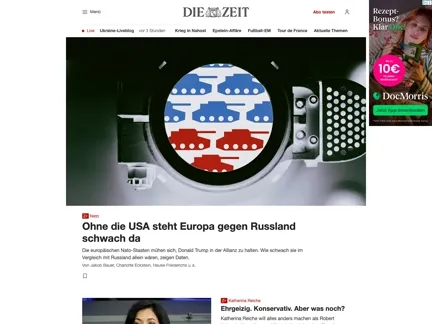 Menü
DIE ZEIT
Abo testen
Live
Ukraine-Liveblog
vor 1 Stunde
Krieg in Nahost
Epstein-Affäre
Fußball-EM
Tour de France
Aktuelle Themen
Rezept-
Bonus?
Klar
10€
DocMorris
Nato
Ohne die USA steht Europa gegen Russland
schwach da
Die europäischen Nato-Staaten mühen sich, Donald Trump in der Allianz zu halten. Wie schwach sie im
Vergleich mit Russland allein wären, zeigen Daten.
Von Jakob Bauer, Charlotte Eckstein, Hauke Friederichs u.a.
Katherina Reiche
Ehrgeizig. Konservativ. Aber was noch?
Katherina Reiche will alles anders machen als Robert